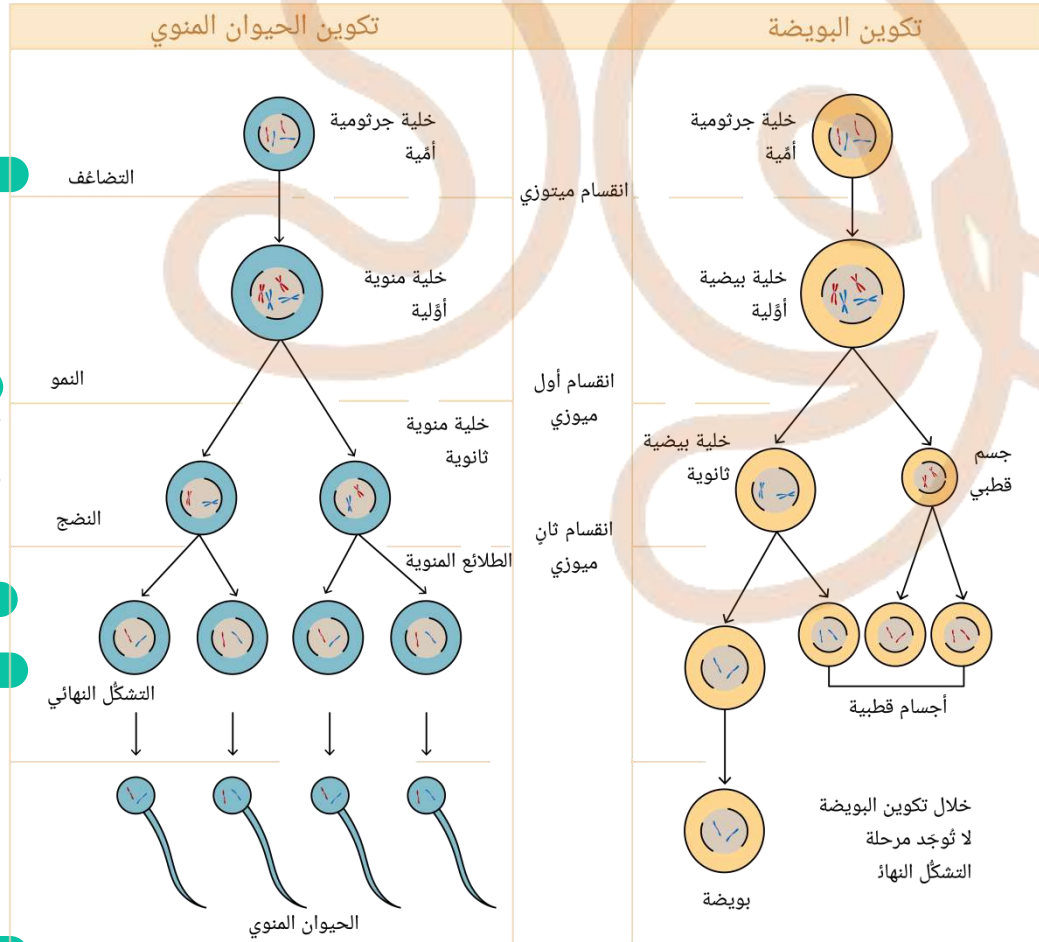 تكوين البويضة
تكوين الحيوان المنوي
خلية جرثومية
أمِّية
خلية جرثومية
أمِّية
التضاعُف
انقسام ميتوزي
خلية بيضية
أوَّلية
خلية منوية
أوَّلية
النمو
انقسام أول
ميوزي
خلية بيضية
ثانوية
جسم
قطبي
خلية منوية
ثانوية
النضج
انقسام ثانٍ
ميوزي
الطلائع المنوية
أجسام قطبية
التشكُّل النهائي
خلال تكوين البويضة
لا تُوجَد مرحلة
التشكُّل النهائ
بويضة
الحيوان المنوي